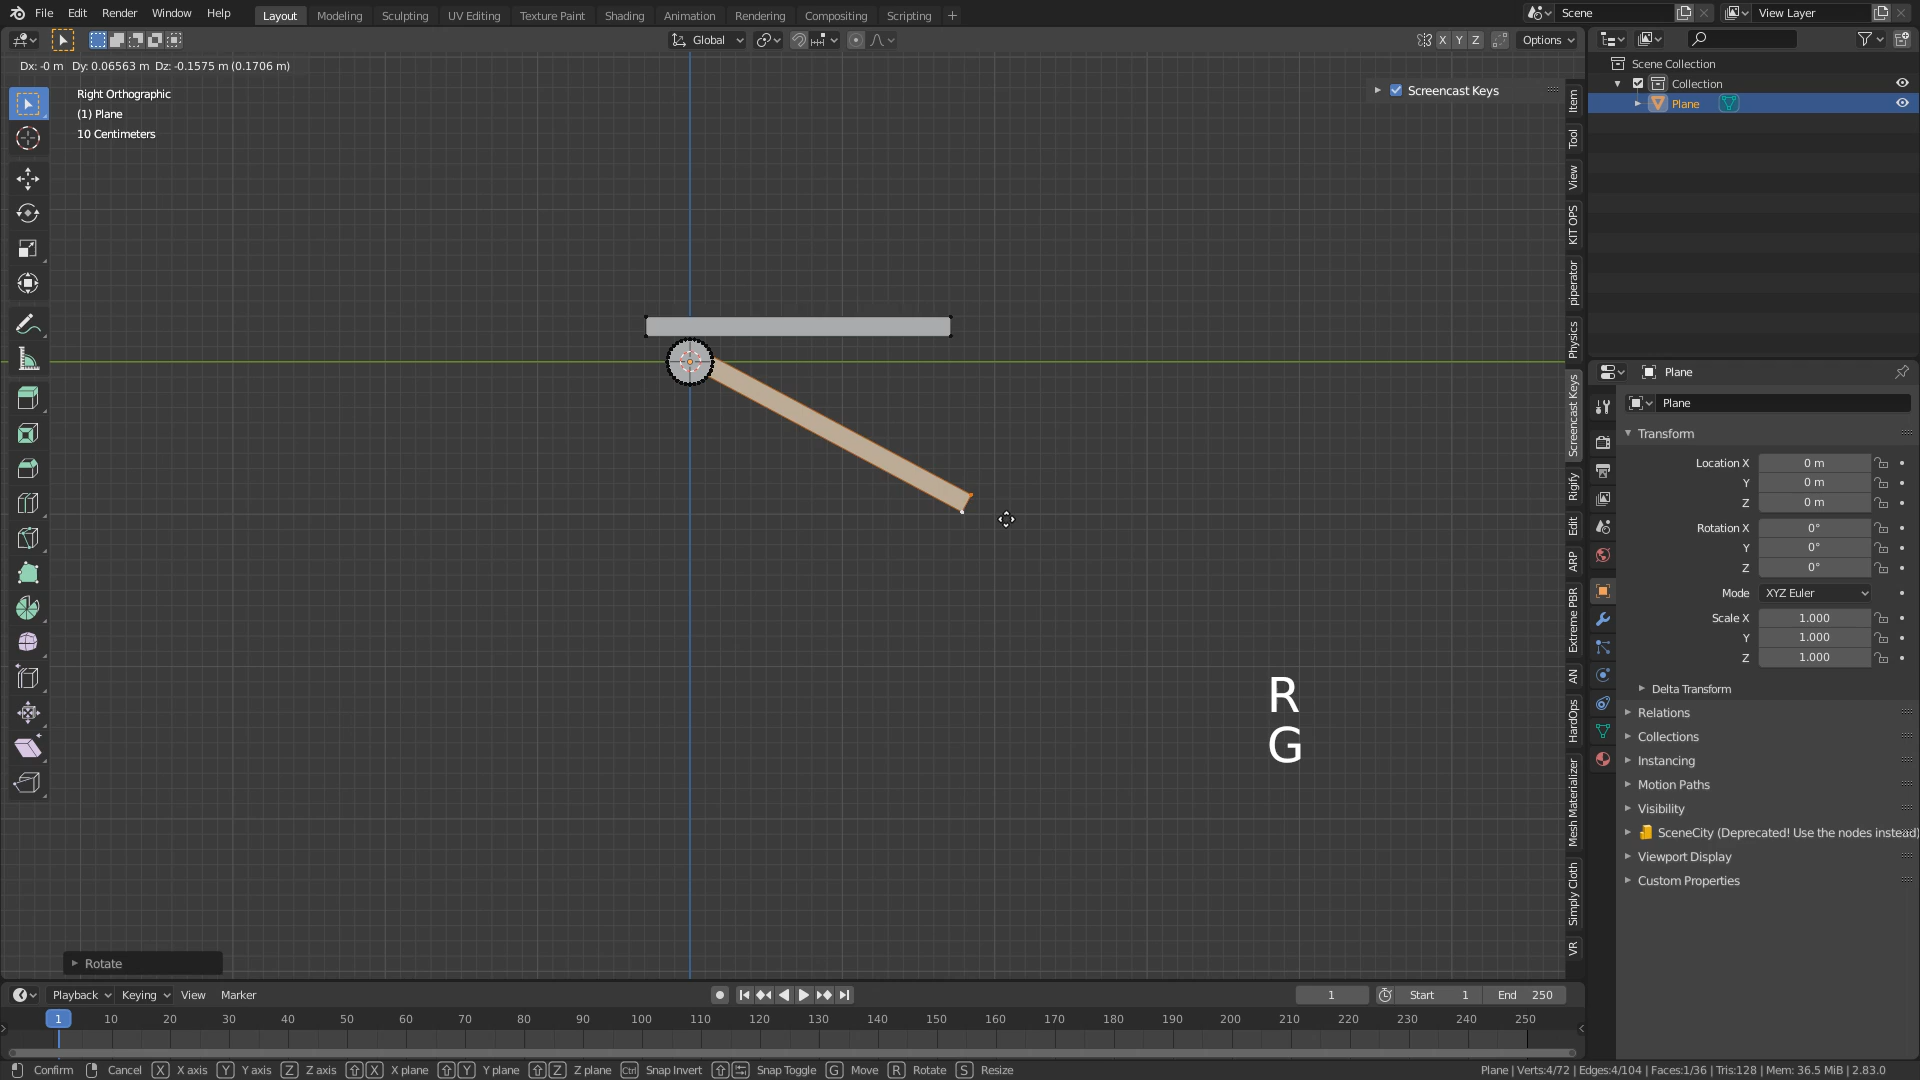 File Edit Render Window Help Layout Modeling Sculpting UV Editing Texture Paint Shading Animation Rendering Compositing Scripting + Scene View Layer
Global X Y Z Options
Dx: -0 m Dy: 0.06563 m Dz: -0.1575 m (0.1706 m)
Right Orthographic
(1) Plane
10 Centimeters
Screencast Keys
Item
Tool
View
KIT OPS
piperator
Physics
Screencast Keys
Rigify
Edit
ARP
Extreme PBR
AN
HardOps
Mesh Materializer
Simply Cloth
VR
R
G
Rotate
Scene Collection
Collection
Plane
Plane
Plane
Transform
Location X 0 m
Y 0 m
Z 0 m
Rotation X 0°
Y 0°
Z 0°
Mode XYZ Euler
Scale X 1.000
Y 1.000
Z 1.000
Delta Transform
Relations
Collections
Instancing
Motion Paths
Visibility
SceneCity (Deprecated! Use the nodes instead)
Viewport Display
Custom Properties
Playback Keying View Marker 1 Start 1 End 250
1 10 20 30 40 50 60 70 80 90 100 110 120 130 140 150 160 170 180 190 200 210 220 230 240 250
Confirm Cancel X X axis Y Y axis Z Z axis X X plane Y Y plane Z Z plane Ctrl Snap Invert Snap Toggle G Move R Rotate S Resize Plane | Verts:4/72 | Edges:4/104 | Faces:1/36 | Tris:128 | Mem: 36.5 MiB | 2.83.0